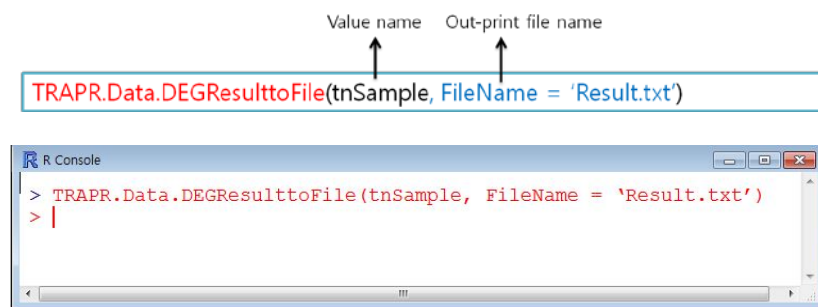 Value name Out-print file name
TRAPR.Data.DEGResulttoFile(tnSample, FileName = ‘Result.txt’)
R Console
> TRAPR.Data.DEGResulttoFile(tnSample, FileName = ‘Result.txt’)
>